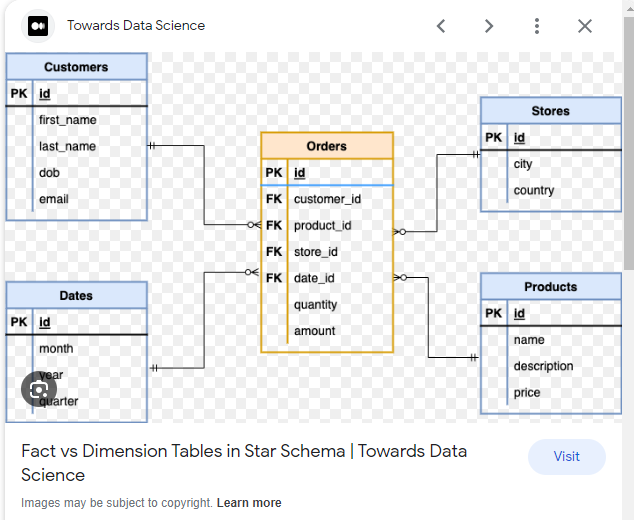 Towards Data Science
Customers
PK id
first_name
last_name
dob
email
Orders
PK id
FK customer_id
FK product_id
FK store_id
FK date_id
quantity
amount
Stores
PK id
city
country
Dates
PK id
month
year
quarter
Products
PK id
name
description
price
Fact vs Dimension Tables in Star Schema | Towards Data
Science
Visit
Images may be subject to copyright. Learn more